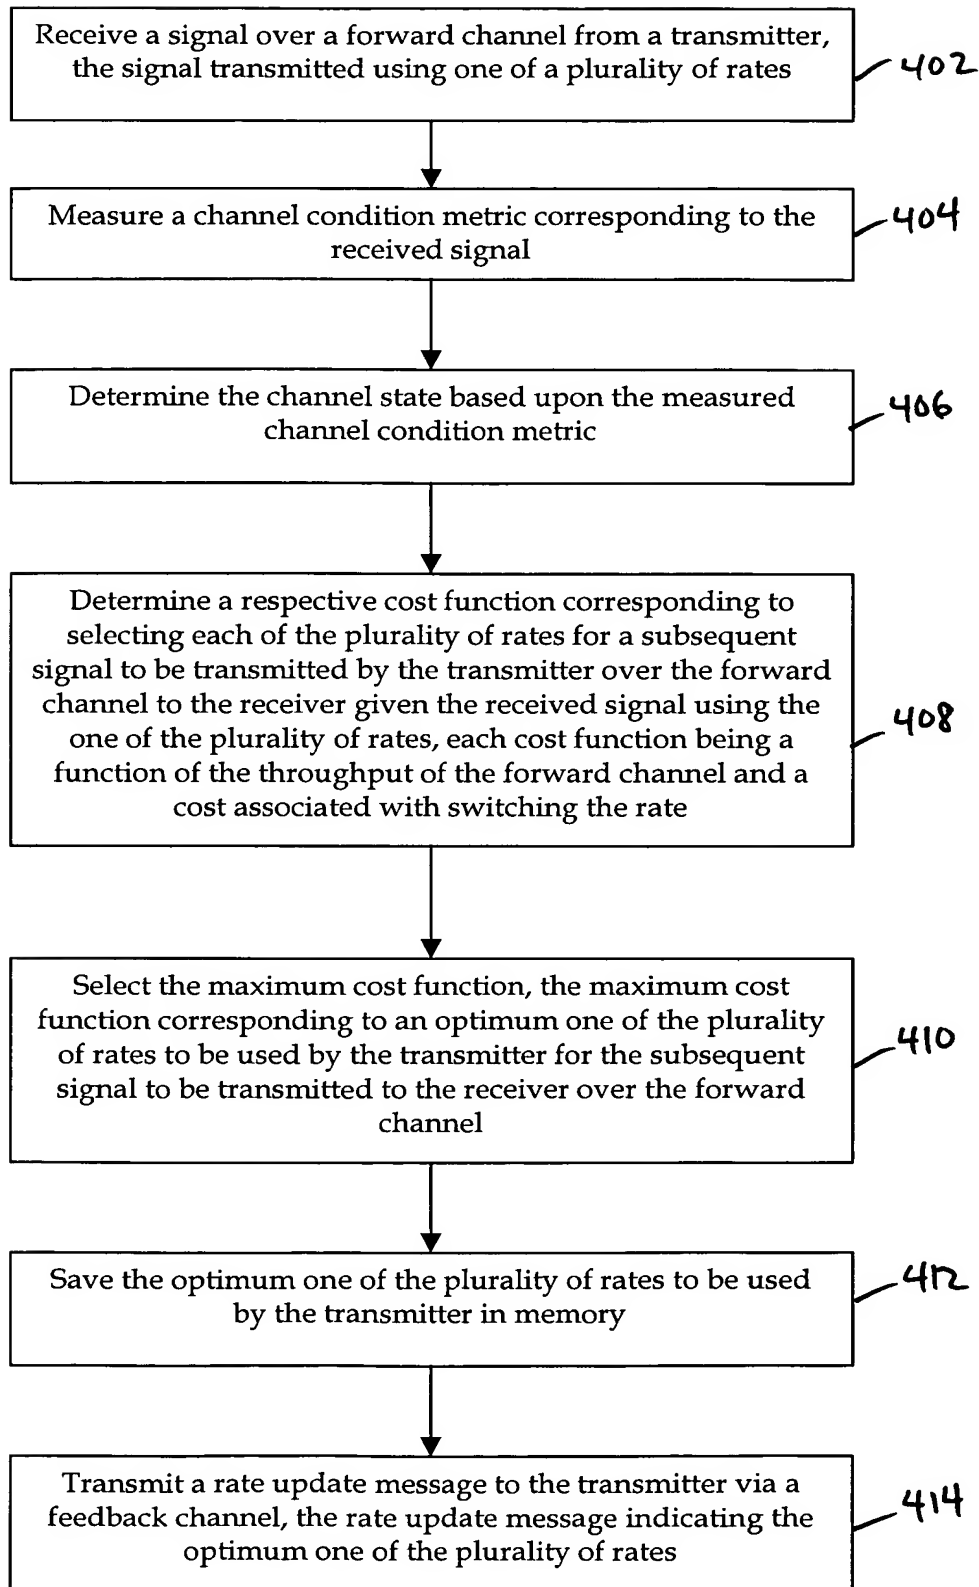 Receive a signal over a forward channel from a transmitter,
the signal transmitted using one of a plurality of rates
402
Measure a channel condition metric corresponding to the
received signal
404
Determine the channel state based upon the measured
channel condition metric
406
Determine a respective cost function corresponding to
selecting each of the plurality of rates for a subsequent
signal to be transmitted by the transmitter over the forward
channel to the receiver given the received signal using the
one of the plurality of rates, each cost function being a
function of the throughput of the forward channel and a
cost associated with switching the rate
408
Select the maximum cost function, the maximum cost
function corresponding to an optimum one of the plurality
of rates to be used by the transmitter for the subsequent
signal to be transmitted to the receiver over the forward
channel
410
Save the optimum one of the plurality of rates to be used
by the transmitter in memory
412
Transmit a rate update message to the transmitter via a
feedback channel, the rate update message indicating the
optimum one of the plurality of rates
414